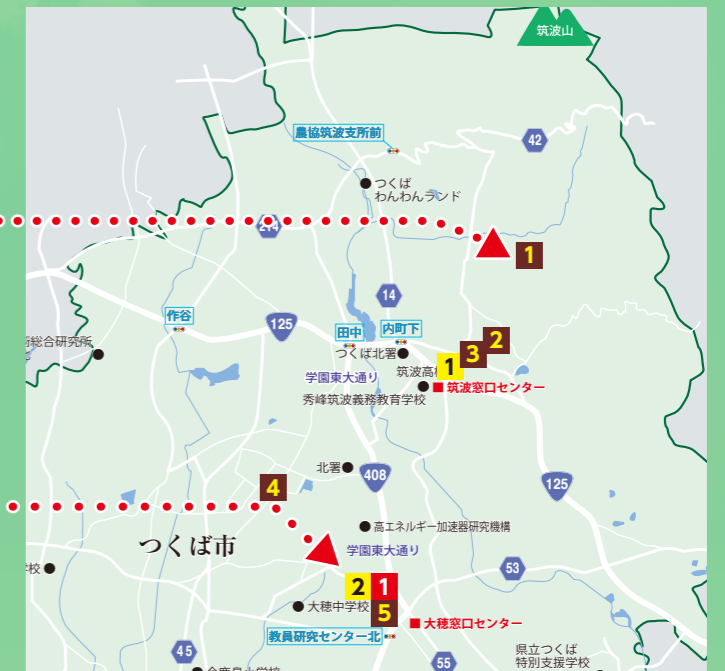 筑波山
農協筑波支所前
42
つくば
わんわんランド
214
1
14
作谷
125
田中
内町下
2
3
総合研究所
つくば北署
1
学園東大通り
筑波高
筑波窓口センター
秀峰筑波義務教育学校
北署
408
4
125
高エネルギー加速器研究機構
つくば市
学園東大通り
53
校
2
1
大穂中学校
5
大穂窓口センター
教員研究センター北
45
55
県立つくば
特別支援学校